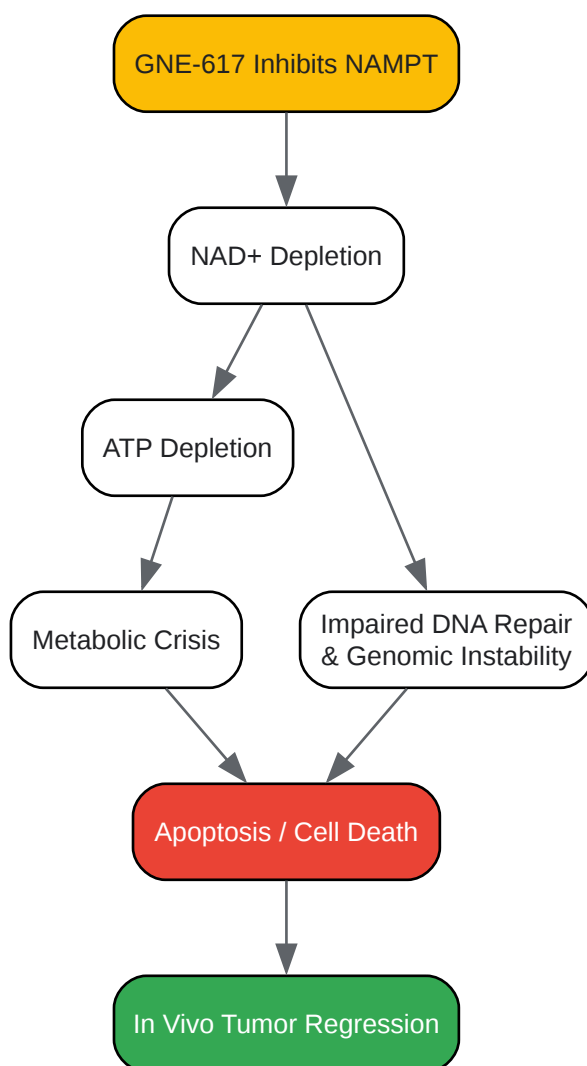 GNE-617 Inhibits NAMPT
NAD+ Depletion
ATP Depletion
Metabolic Crisis
Impaired DNA Repair
& Genomic Instability
Apoptosis / Cell Death
In Vivo Tumor Regression